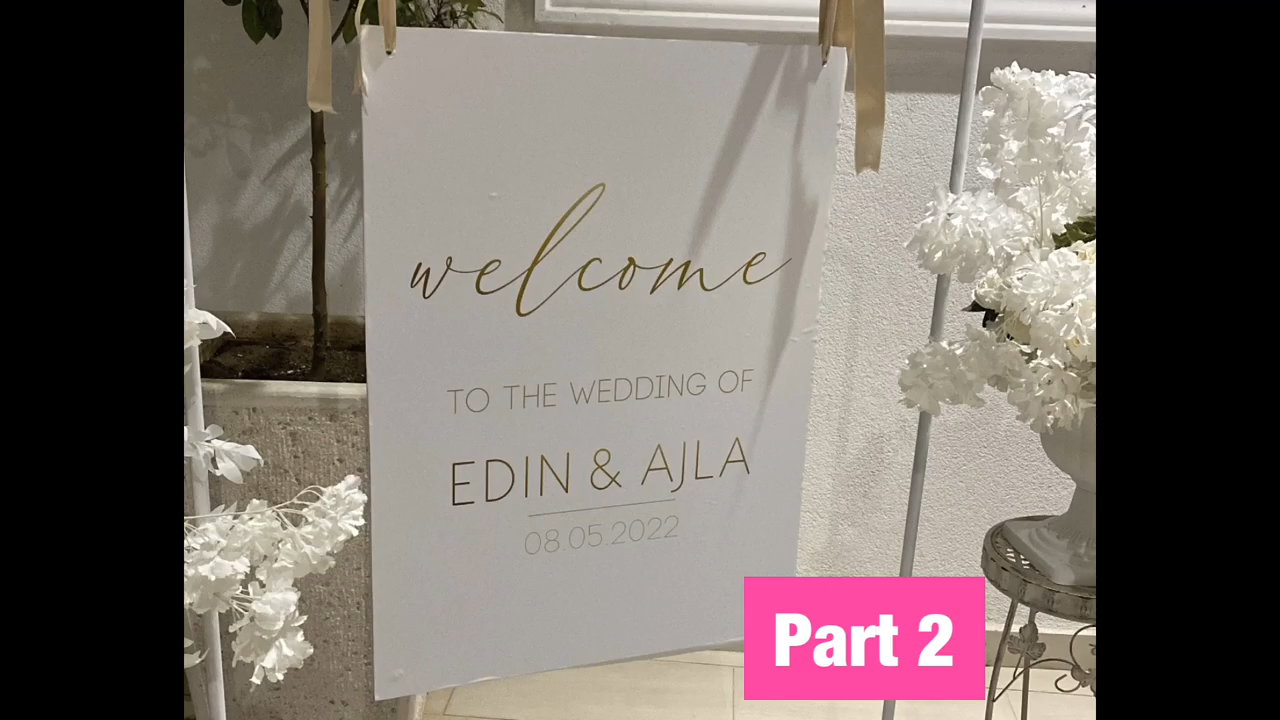 welcome
TO THE WEDDING OF
EDIN & AJLA
08.05.2022
Part 2